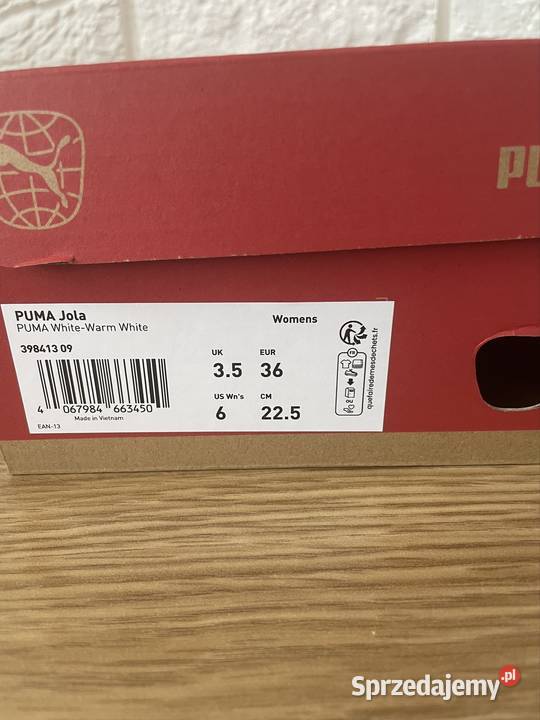 PU
PUMA Jola
PUMA White-Warm White
Womens
398413 09
UK EUR
3.5 36
US Wn's CM
6 22.5
4 067984 663450
Made in Vietnam
EAN-13
FR
quefairedemesdechets.fr
Sprzedajemy.pl